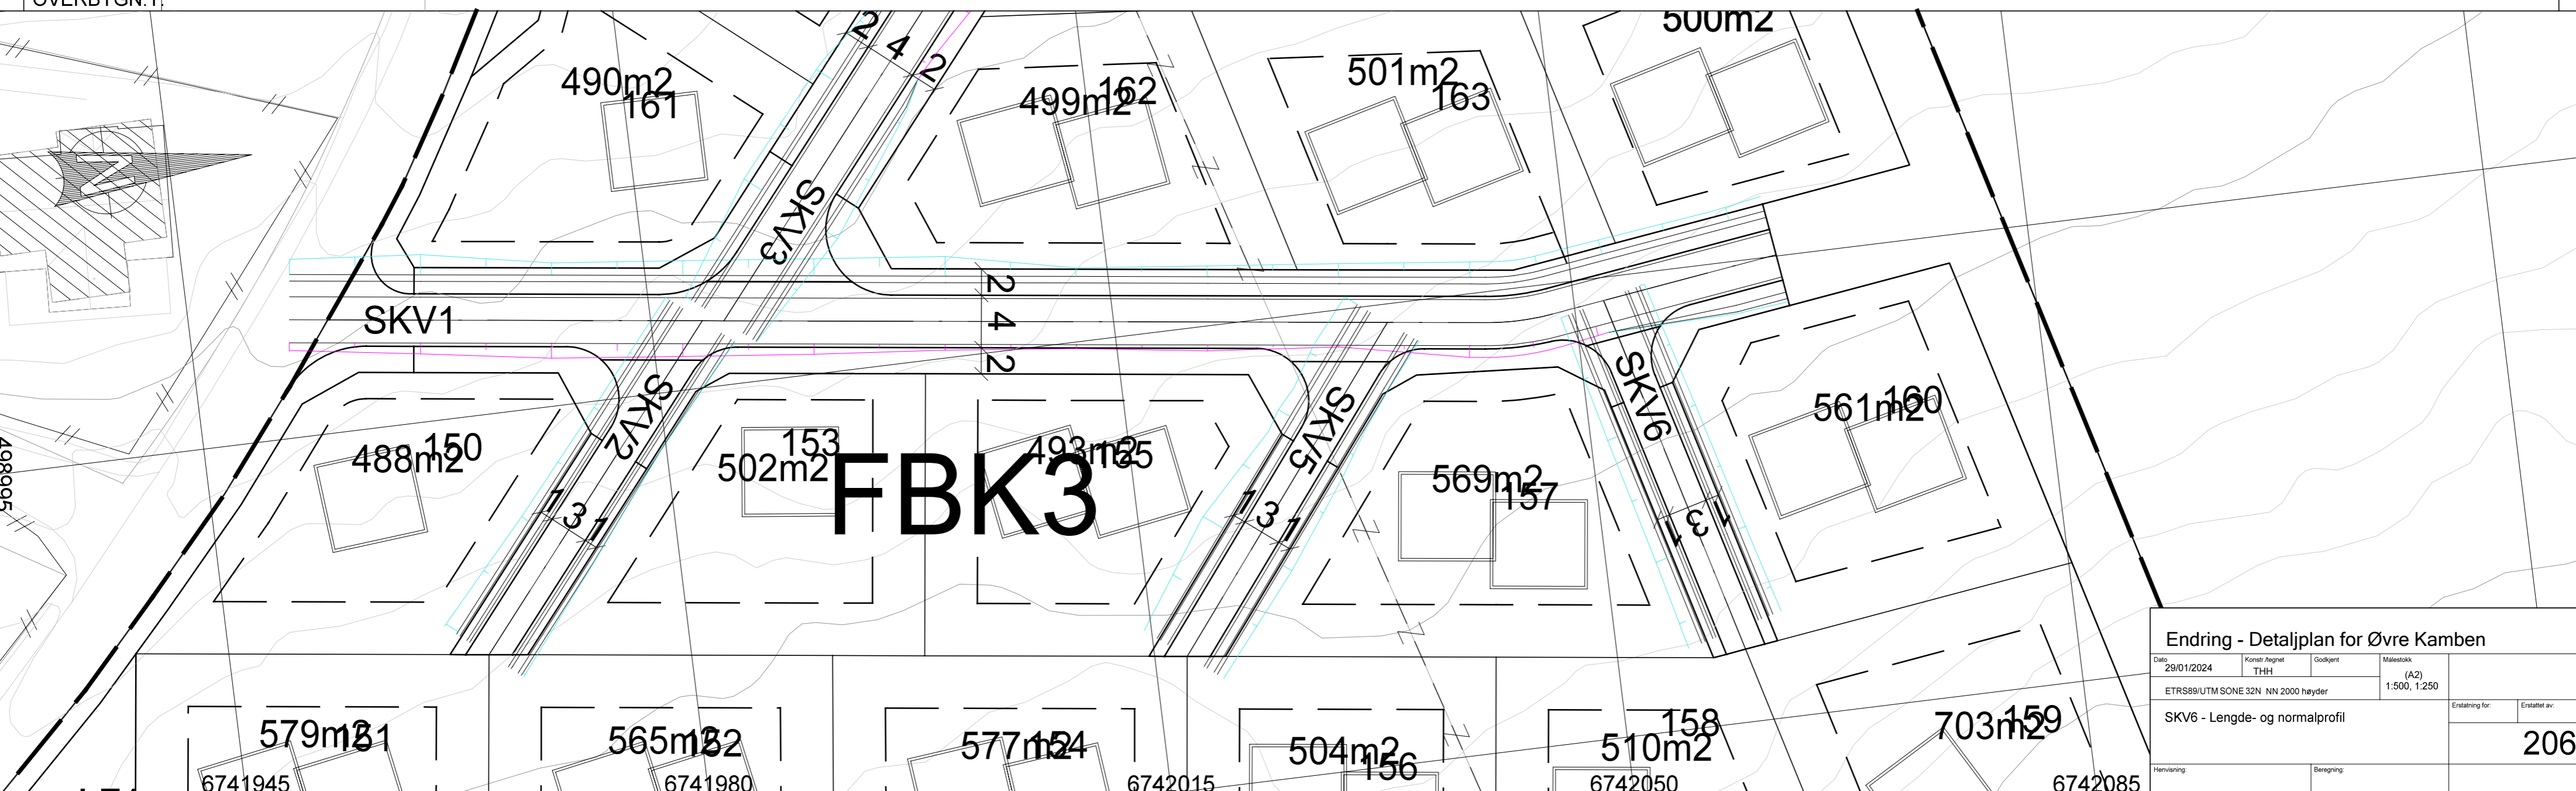 OVERBYGN.T.
500m2
2 4 2
490m2
161
499m2
162
501m2
163
N
SKV3
SKV1
2 4 2
SKV2
SKV5
SKV6
498995
488m2
150
502m2
153
493m2
155
FBK3
569m2
157
561m2
160
1 3 1
1 3 1
1 3 1
579m2
151
565m2
152
577m2
154
504m2
156
510m2
158
703m2
159
6741945
6741980
6742015
6742050
6742085
Endring - Detaljplan for Øvre Kamben
Dato
29/01/2024
Konstr./tegnet
THH
Godkjent
Målestokk
(A2)
1:500, 1:250
ETRS89/UTM SONE 32N NN 2000 høyder
SKV6 - Lengde- og normalprofil
Erstatning for:
Erstattet av:
206
Henvisning:
Beregning: